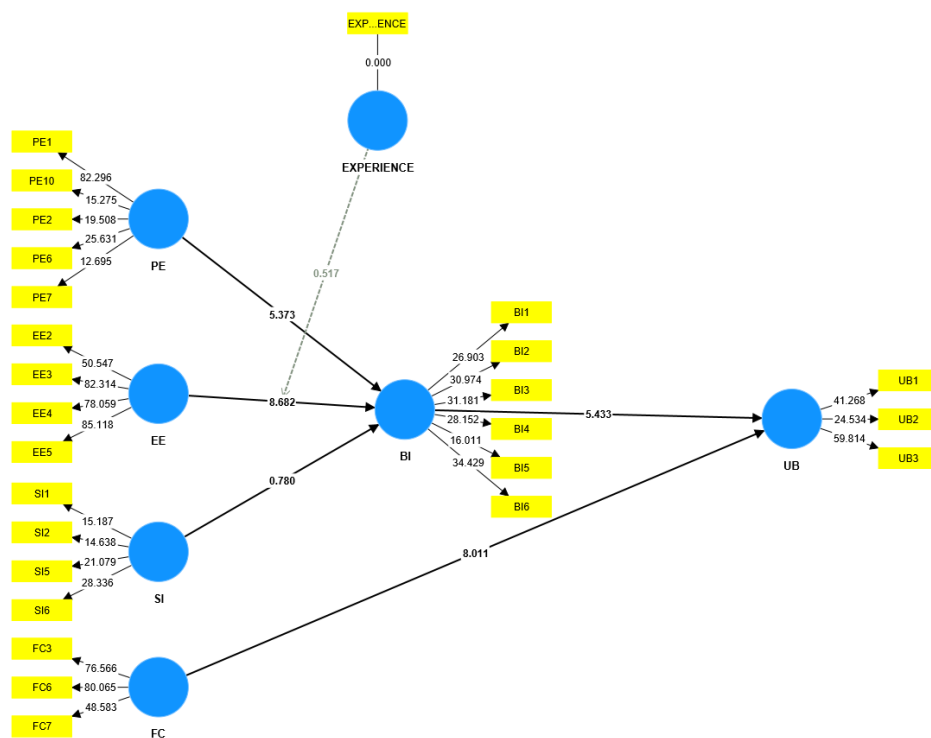 EXP...ENCE
0.000
EXPERIENCE
PE1
PE10
PE2
PE6
PE7
82.296
15.275
19.508
25.631
12.695
PE
5.373
0.517
EE2
EE3
EE4
EE5
50.547
82.314
78.059
85.118
EE
8.682
SI1
SI2
SI5
SI6
15.187
14.638
21.079
28.336
SI
0.780
FC3
FC6
FC7
76.566
80.065
48.583
FC
8.011
BI
26.903
30.974
31.181
28.152
16.011
34.429
BI1
BI2
BI3
BI4
BI5
BI6
5.433
UB
41.268
24.534
59.814
UB1
UB2
UB3